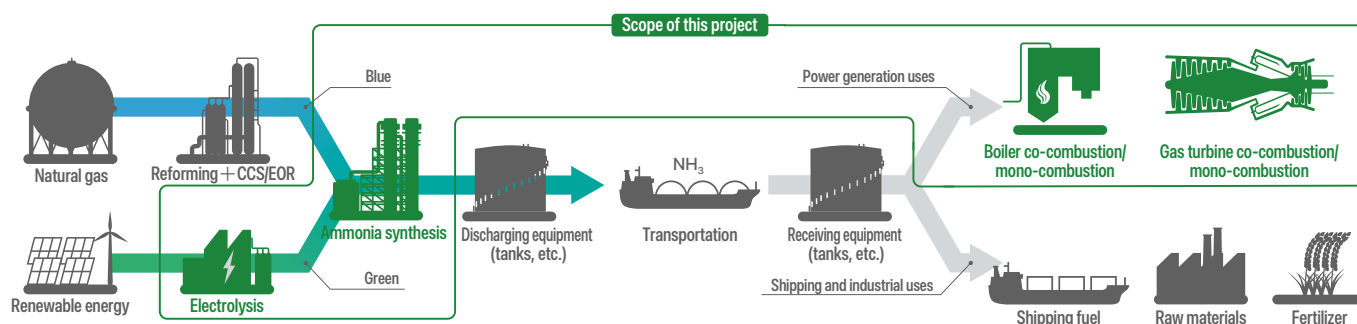 Scope of this project
Blue
Power generation uses
Natural gas
Reforming＋CCS/EOR
NH3
Boiler co-combustion/
mono-combustion
Gas turbine co-combustion/
mono-combustion
Ammonia synthesis
Discharging equipment
(tanks, etc.)
Transportation
Receiving equipment
(tanks, etc.)
Green
Shipping and industrial uses
Renewable energy
Electrolysis
Shipping fuel
Raw materials
Fertilizer